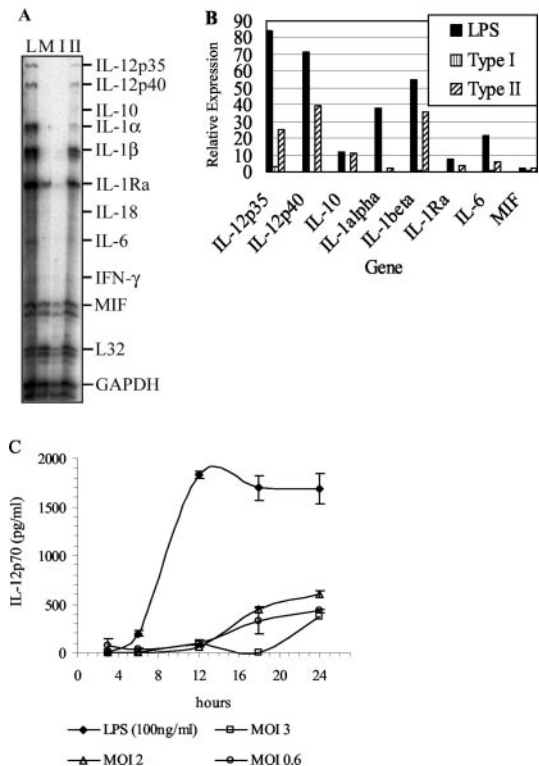 A
L M I II
IL-12p35
IL-12p40
IL-10
IL-1α
IL-1β
IL-1Ra
IL-18
IL-6
IFN-γ
MIF
L32
GAPDH
B
Relative Expression
90
80
70
60
50
40
30
20
10
0
LPS
Type I
Type II
IL-12p35
IL-12p40
IL-10
IL-1alpha
IL-1beta
IL-1Ra
IL-6
MIF
Gene
C
IL-12p70 (pg/ml)
2000
1500
1000
500
0
0 4 8 12 16 20 24
hours
LPS (100ng/ml)
MOI 3
MOI 2
MOI 0.6